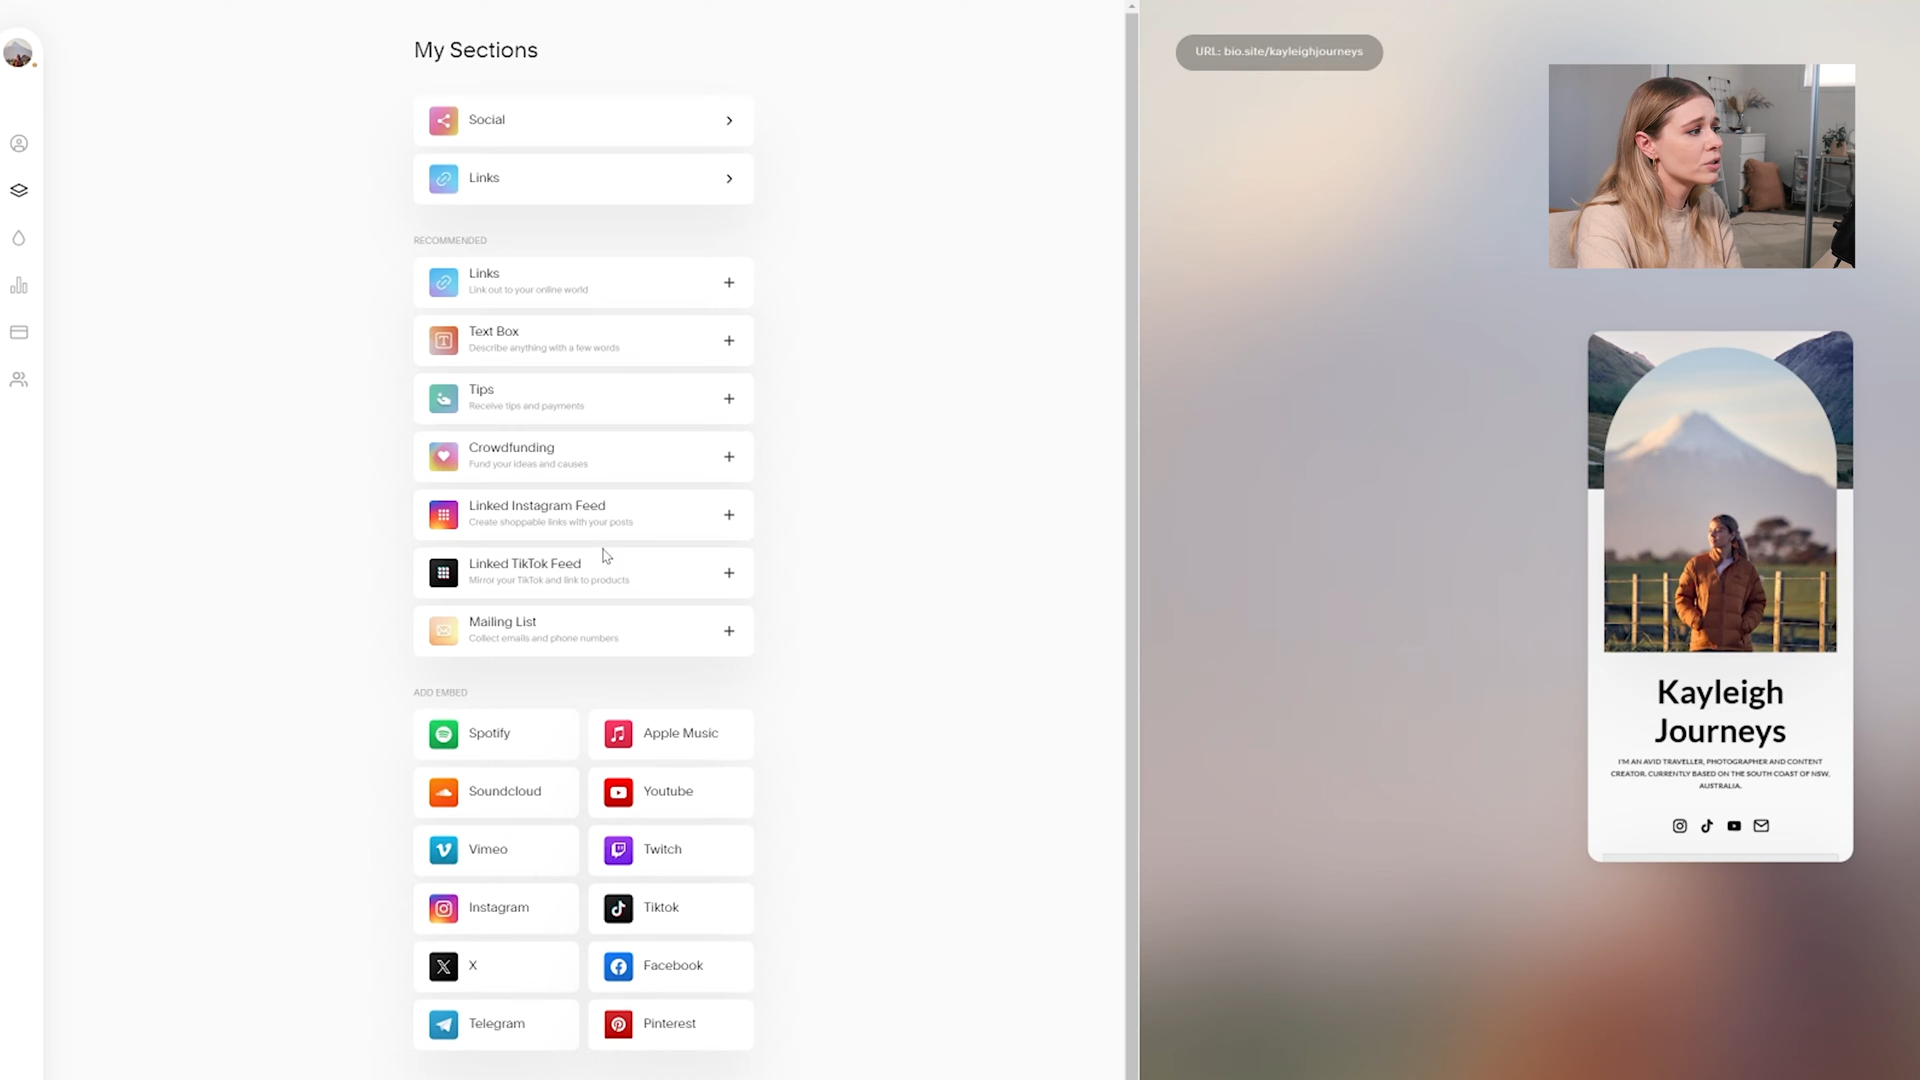 My Sections
Social
Links
RECOMMENDED
Links
Link out to your online world
Text Box
Describe anything with a few words
Tips
Receive tips and payments
Crowdfunding
Fund your ideas and causes
Linked Instagram Feed
Create shoppable links with your posts
Linked TikTok Feed
Mirror your TikTok and link to products
Mailing List
Collect emails and phone numbers
ADD EMBED
Spotify
Apple Music
Soundcloud
Youtube
Vimeo
Twitch
Instagram
Tiktok
X
Facebook
Telegram
Pinterest
URL: bio.site/kayleighjourneys
Kayleigh
Journeys
I'M AN AVID TRAVELLER, PHOTOGRAPHER AND CONTENT
CREATOR. CURRENTLY BASED ON THE SOUTH COAST OF NSW,
AUSTRALIA.